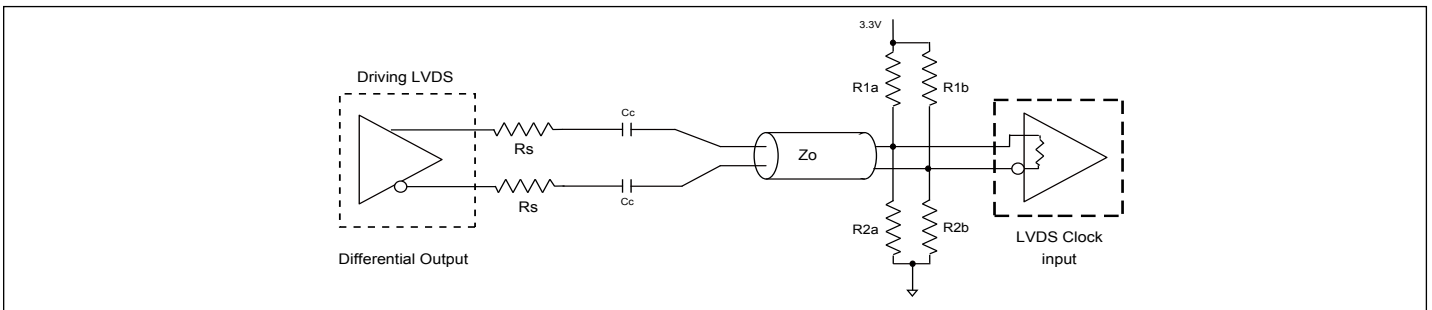 3.3V
Driving LVDS
R1a
R1b
Cc
Rs
Zo
Cc
Rs
R2a
R2b
LVDS Clock
input
Differential Output